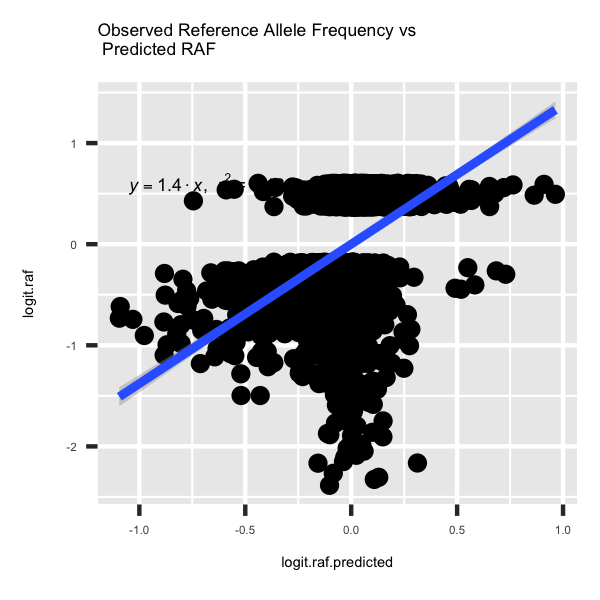 Observed Reference Allele Frequency vs
Predicted RAF
logit.raf
1
0
-1
-2
y = 1.4 · x, 2 =
-1.0
-0.5
0.0
0.5
1.0
logit.raf.predicted